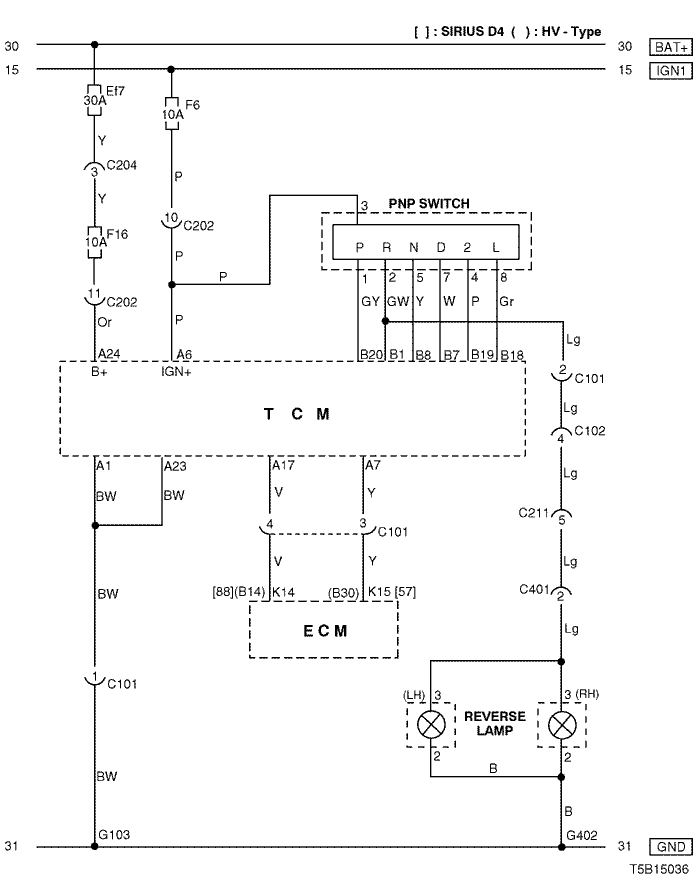 [ ] : SIRIUS D4 ( ) : HV - Type
30 30 BAT+
15 15 IGN1
Ef7
30A
F6
10A
Y
3 C204
P
Y
10 C202
3 PNP SWITCH
F16
10A
P
P
P R N D 2 L
1 2 5 7 4 8
11 C202
GY GW Y W P Gr
Or
P
Lg
A24 A6 B20 B1 B8 B7 B19 B18
B+ IGN+
2 C101
Lg
T C M
C102
4
A1 A23 A17 A7
Lg
BW BW V Y
C211
5
4 3 C101
V Y
Lg
[88](B14) K14 (B30) K15 [57]
C401
2
BW
E C M
Lg
1 C101
(LH) 3 3 (RH)
REVERSE
LAMP
2 2
B
BW
B
G103 G402
31 31 GND
T5B15036